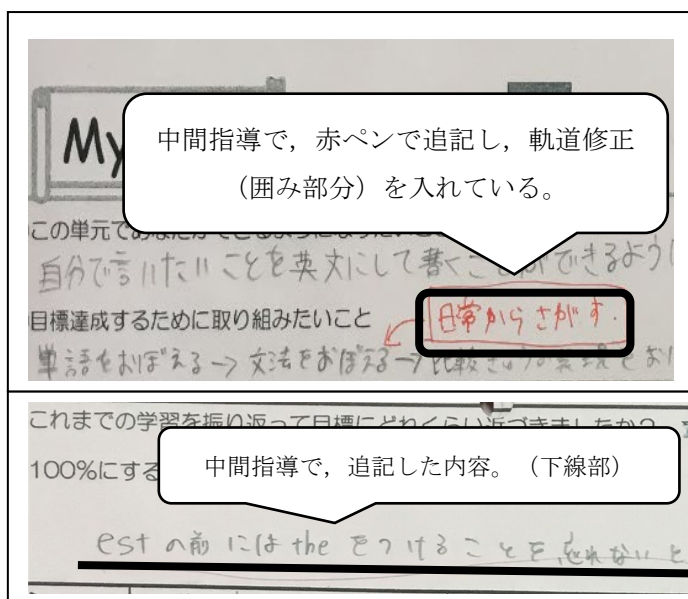 My
中間指導で，赤ペンで追記し，軌道修正
（囲み部分）を入れている。
この単元で
自分で言いたいことを英文にして書くことができるよう
目標達成するために取り組みたいこと
日常からさがす.
単語をおぼえる→文法をおぼえる→比較
これまでの学習を振り返って目標にどれくらい近づきましたか？
100%にする
中間指導で，追記した内容。（下線部）
estの前にはtheをつけることを忘れないと